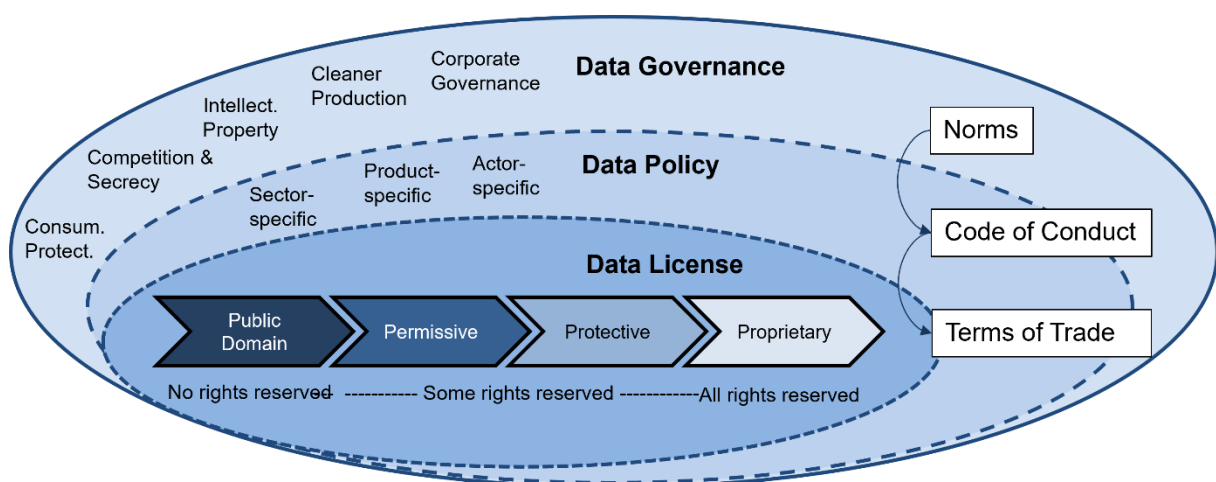 Data Governance
Corporate
Governance
Cleaner
Production
Intellect.
Property
Competition &
Secrecy
Consum.
Protect.
Norms
Data Policy
Actor-
specific
Product-
specific
Sector-
specific
Code of Conduct
Data License
Public
Domain
Permissive
Protective
Proprietary
Terms of Trade
No rights reserved ----------- Some rights reserved -----------All rights reserved